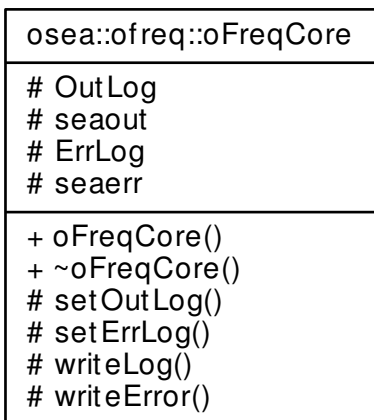 osea::ofreq::oFreqCore
# OutLog
# seaout
# ErrLog
# seaerr
+ oFreqCore()
+ ~oFreqCore()
# setOutLog()
# setErrLog()
# writeLog()
# writeError()